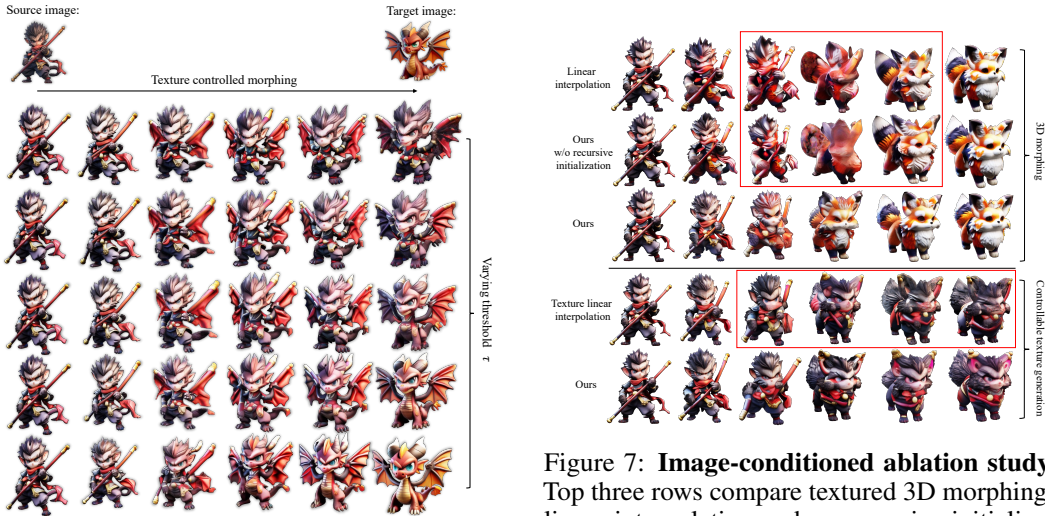 Source image:
Target image:
Texture controlled morphing
Varying threshold τ
Linear
interpolation
Ours
w/o recursive
initialization
Ours
3D morphing
Texture linear
interpolation
Ours
Controllable texture generation
Figure 7: Image-conditioned ablation study
Top three rows compare textured 3D morphing